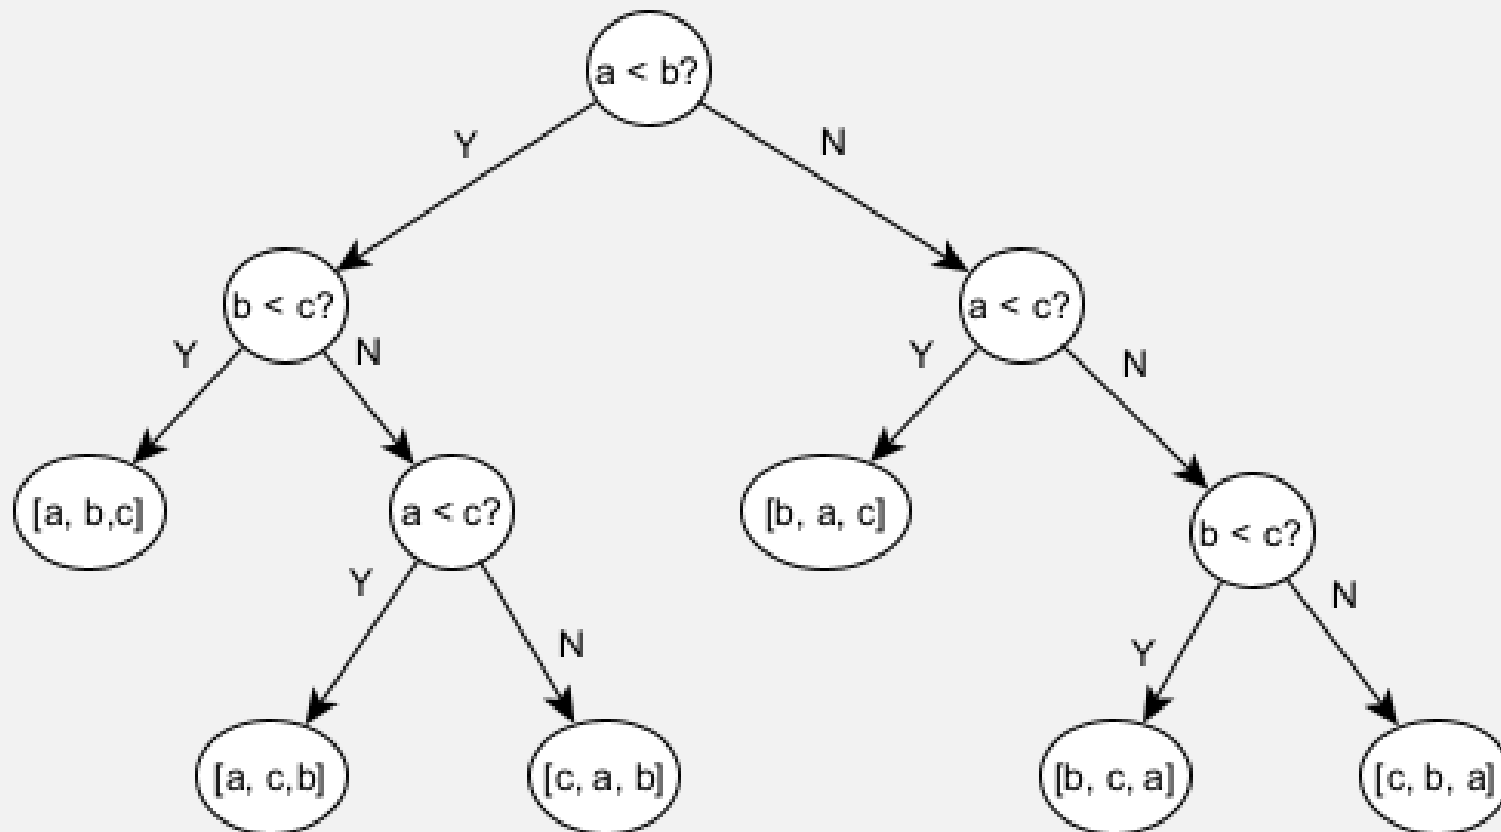 a < b?
Y
N
b < c?
a < c?
Y
N
Y
N
[a, b,c]
a < c?
[b, a, c]
b < c?
Y
N
Y
N
[a, c,b]
[c, a, b]
[b, c, a]
[c, b, a]